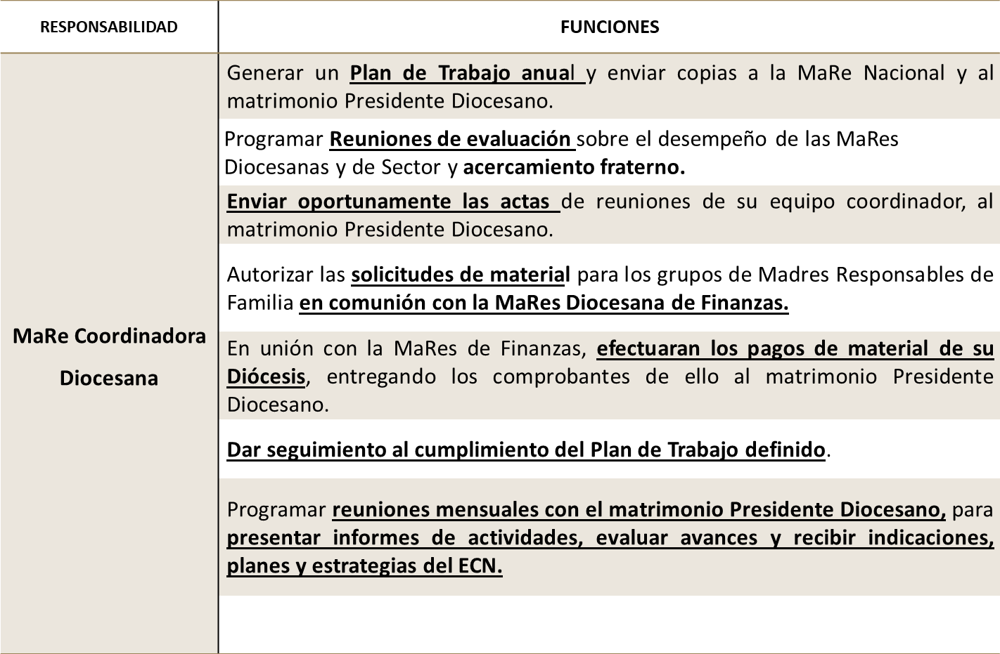 RESPONSABILIDAD
FUNCIONES
MaRe Coordinadora
Diocesana
Generar un Plan de Trabajo anual y enviar copias a la MaRe Nacional y al
matrimonio Presidente Diocesano.
Programar Reuniones de evaluación sobre el desempeño de las MaRes
Diocesanas y de Sector y acercamiento fraterno.
Enviar oportunamente las actas de reuniones de su equipo coordinador, al
matrimonio Presidente Diocesano.
Autorizar las solicitudes de material para los grupos de Madres Responsables de
Familia en comunión con la MaRes Diocesana de Finanzas.
En unión con la MaRes de Finanzas, efectuaran los pagos de material de su
Diócesis, entregando los comprobantes de ello al matrimonio Presidente
Diocesano.
Dar seguimiento al cumplimiento del Plan de Trabajo definido.
Programar reuniones mensuales con el matrimonio Presidente Diocesano, para
presentar informes de actividades, evaluar avances y recibir indicaciones,
planes y estrategias del ECN.